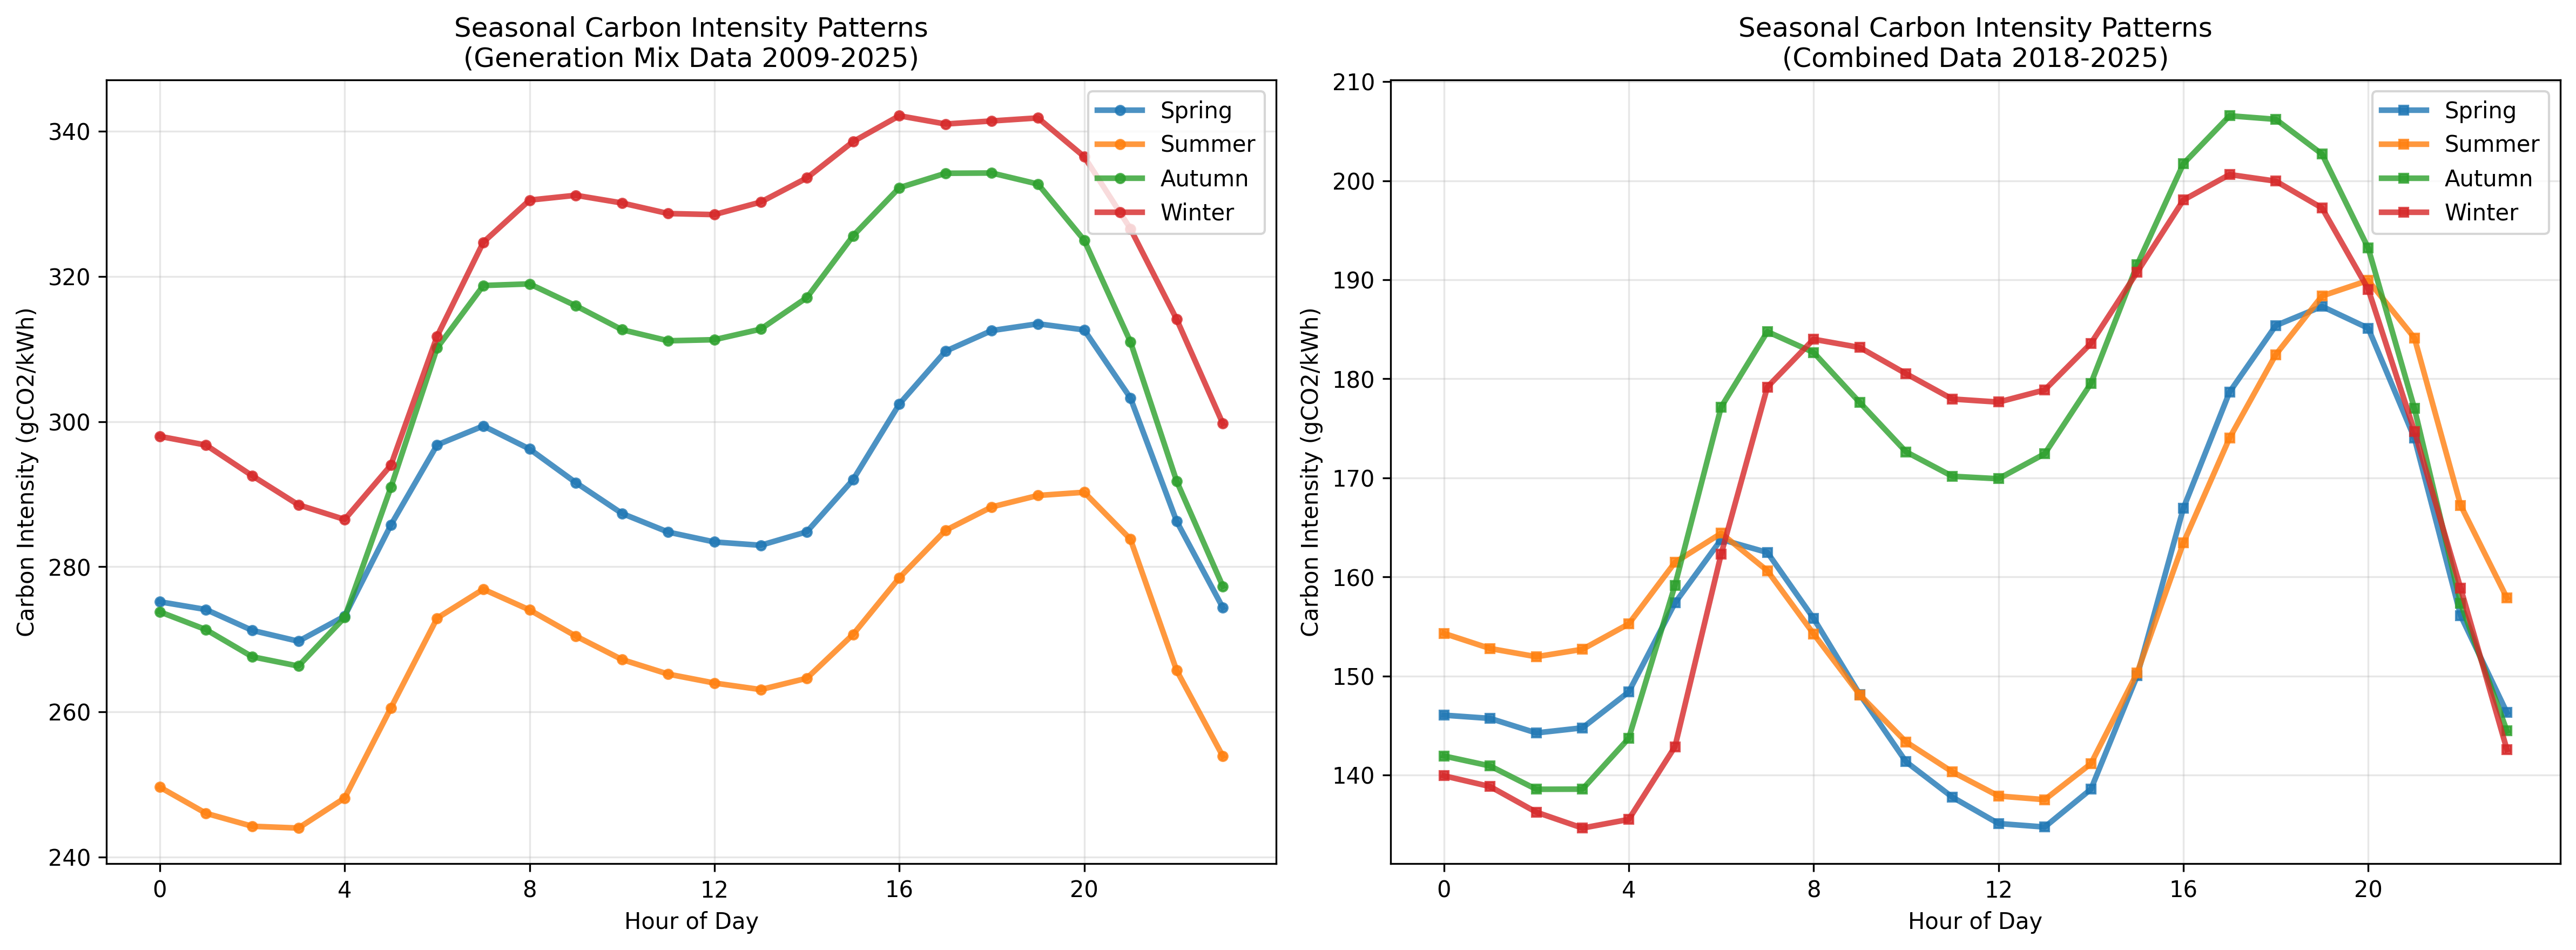 Seasonal Carbon Intensity Patterns
(Generation Mix Data 2009-2025)
Carbon Intensity (gCO2/kWh)
340
320
300
280
260
240
0
4
8
12
16
20
Hour of Day
Spring
Summer
Autumn
Winter
Seasonal Carbon Intensity Patterns
(Combined Data 2018-2025)
Carbon Intensity (gCO2/kWh)
210
200
190
180
170
160
150
140
0
4
8
12
16
20
Hour of Day
Spring
Summer
Autumn
Winter